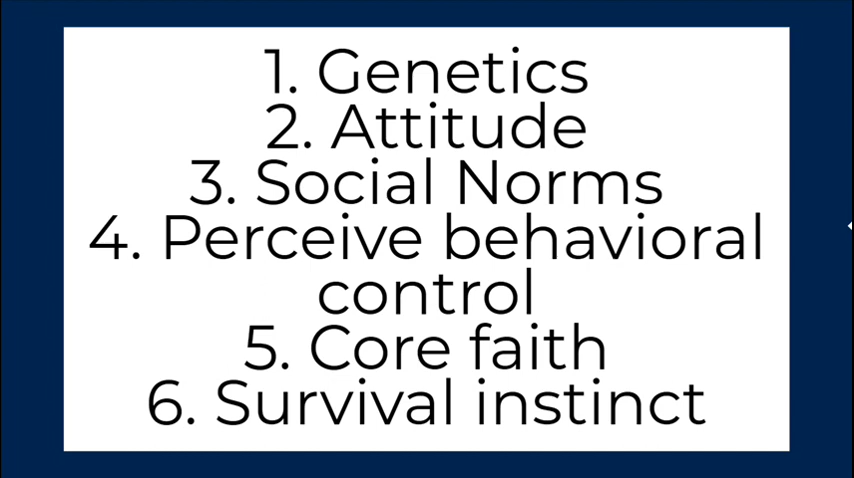 1. Genetics
2. Attitude
3. Social Norms
4. Perceive behavioral
control
5. Core faith
6. Survival instinct